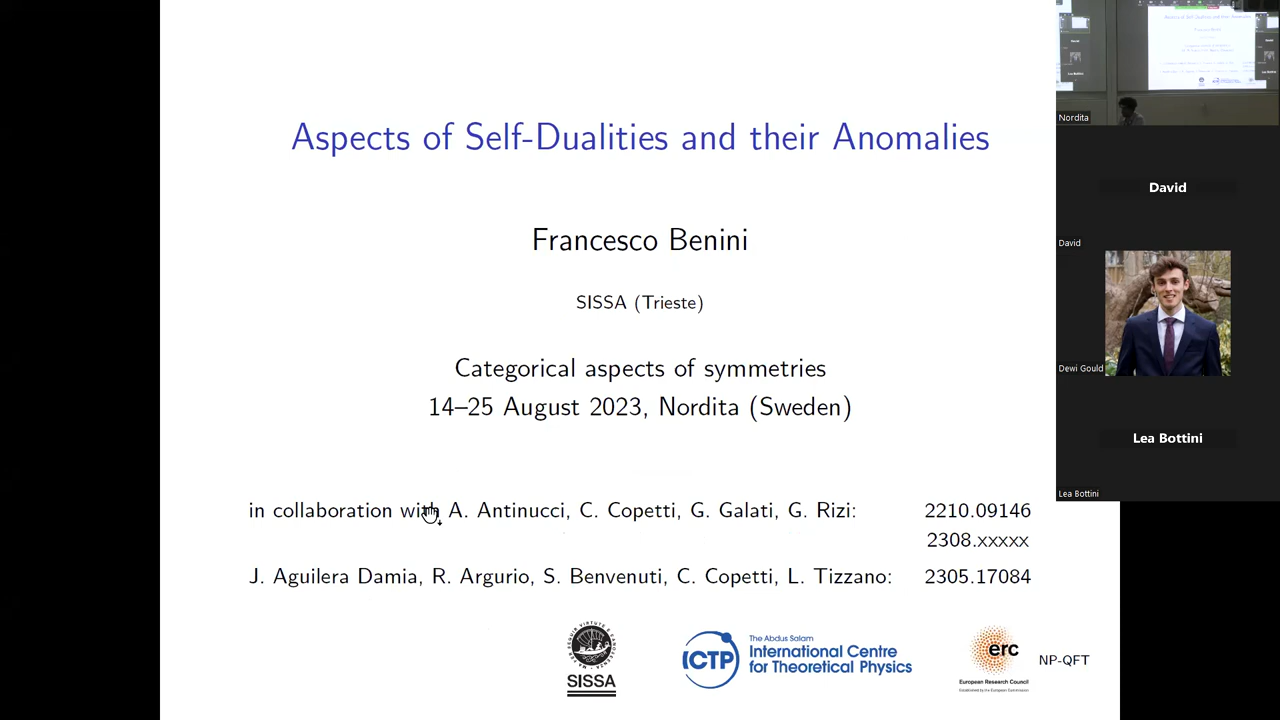 Aspects of Self-Dualities and their Anomalies
Francesco Benini
SISSA (Trieste)
Categorical aspects of symmetries
14–25 August 2023, Nordita (Sweden)
in collaboration with A. Antinucci, C. Copetti, G. Galati, G. Rizi: 2210.09146
2308.xxxxx
J. Aguilera Damia, R. Argurio, S. Benvenuti, C. Copetti, L. Tizzano: 2305.17084
SISSA
ICTP
The Abdus Salam
International Centre
for Theoretical Physics
erc
European Research Council
NP-QFT
Nordita
David
David
Dewi Gould
Lea Bottini
Lea Bottini